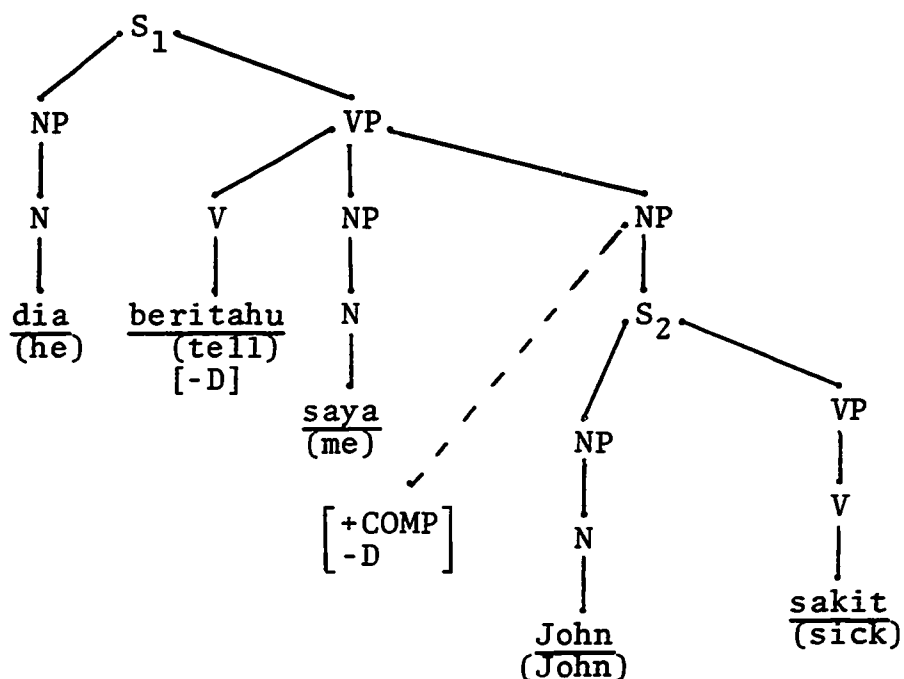 S₁
NP VP
N V NP NP
dia beritahu N S₂
(he) (tell)
[-D]
saya VP
(me) NP
V
[+COMP
-D] N
sakit
John (sick)
(John)